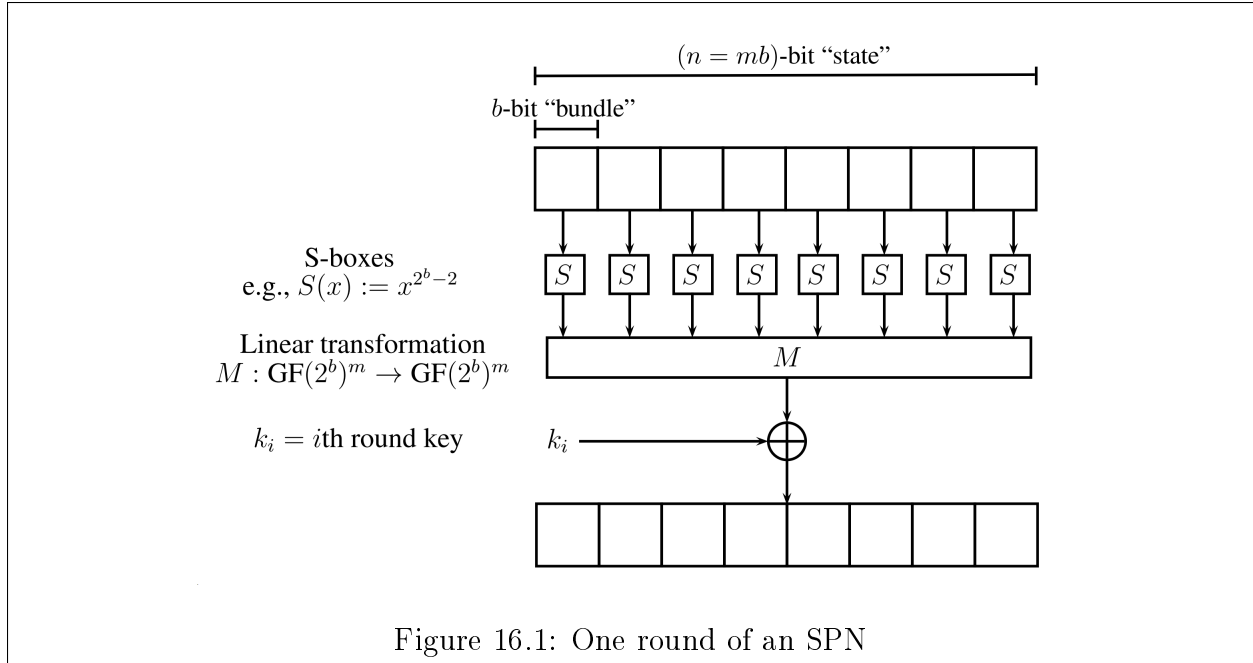 (n = mb)-bit “state”
b-bit “bundle”
S-boxes
e.g., S(x) := x^{2^b−2}
S S S S S S S S
Linear transformation
M : GF(2^b)^m → GF(2^b)^m
M
k_i = ith round key
k_i
Figure 16.1: One round of an SPN